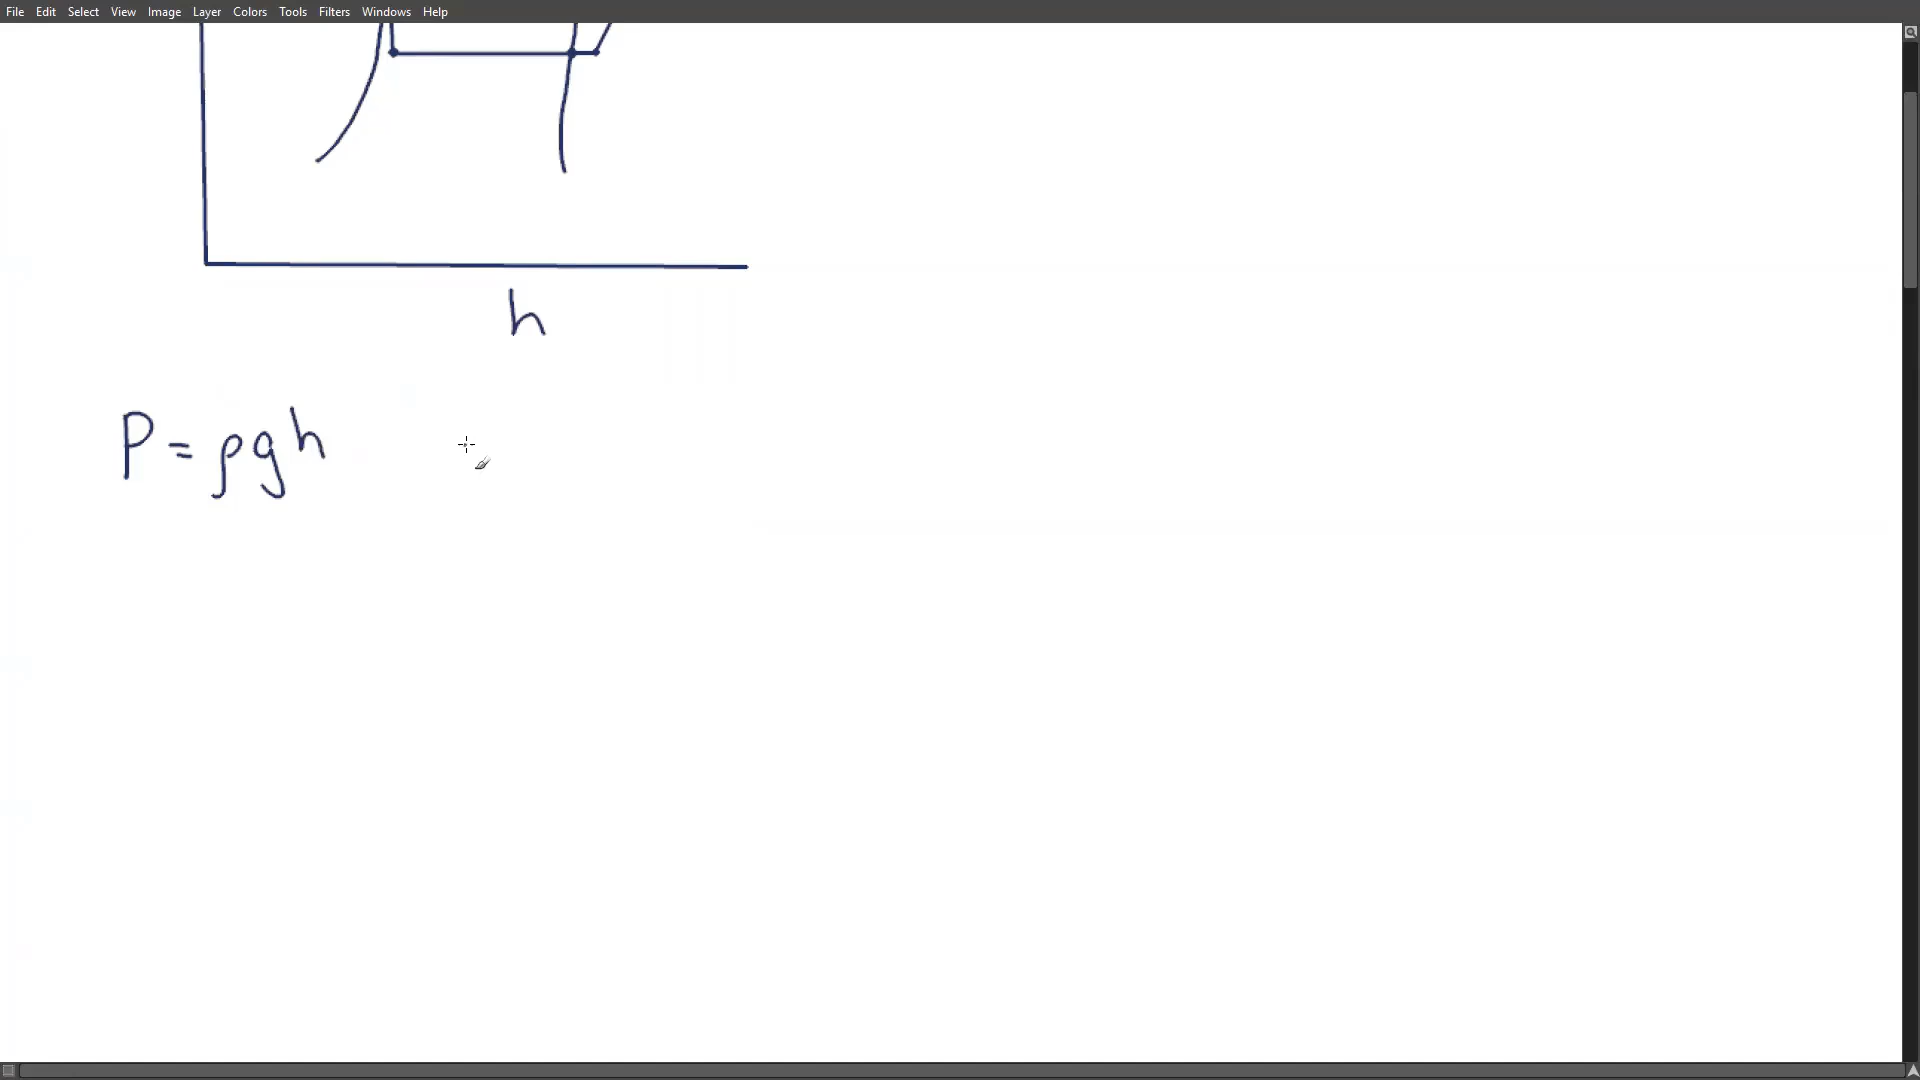 File Edit Select View Image Layer Colors Tools Filters Windows Help
h
P = ρgh